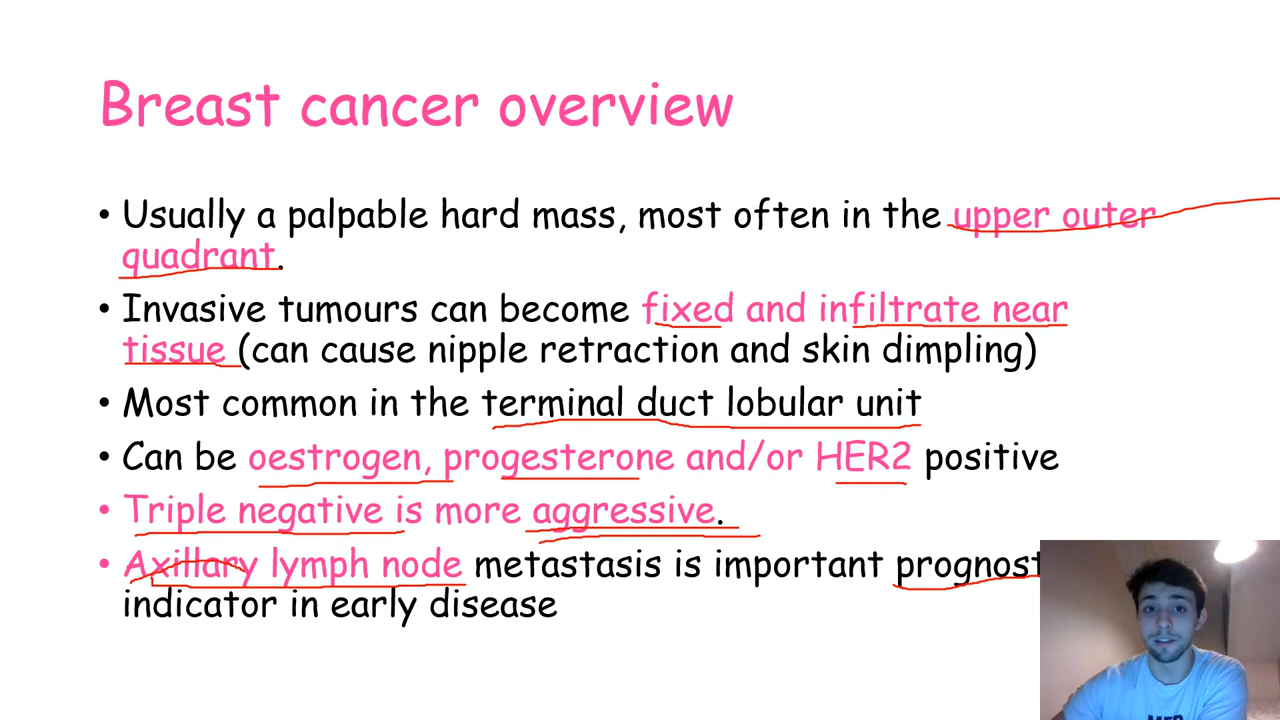 Breast cancer overview
• Usually a palpable hard mass, most often in the upper outer
quadrant.
• Invasive tumours can become fixed and infiltrate near
tissue (can cause nipple retraction and skin dimpling)
• Most common in the terminal duct lobular unit
• Can be oestrogen, progesterone and/or HER2 positive
• Triple negative is more aggressive.
• Axillary lymph node metastasis is important
indicator in early disease